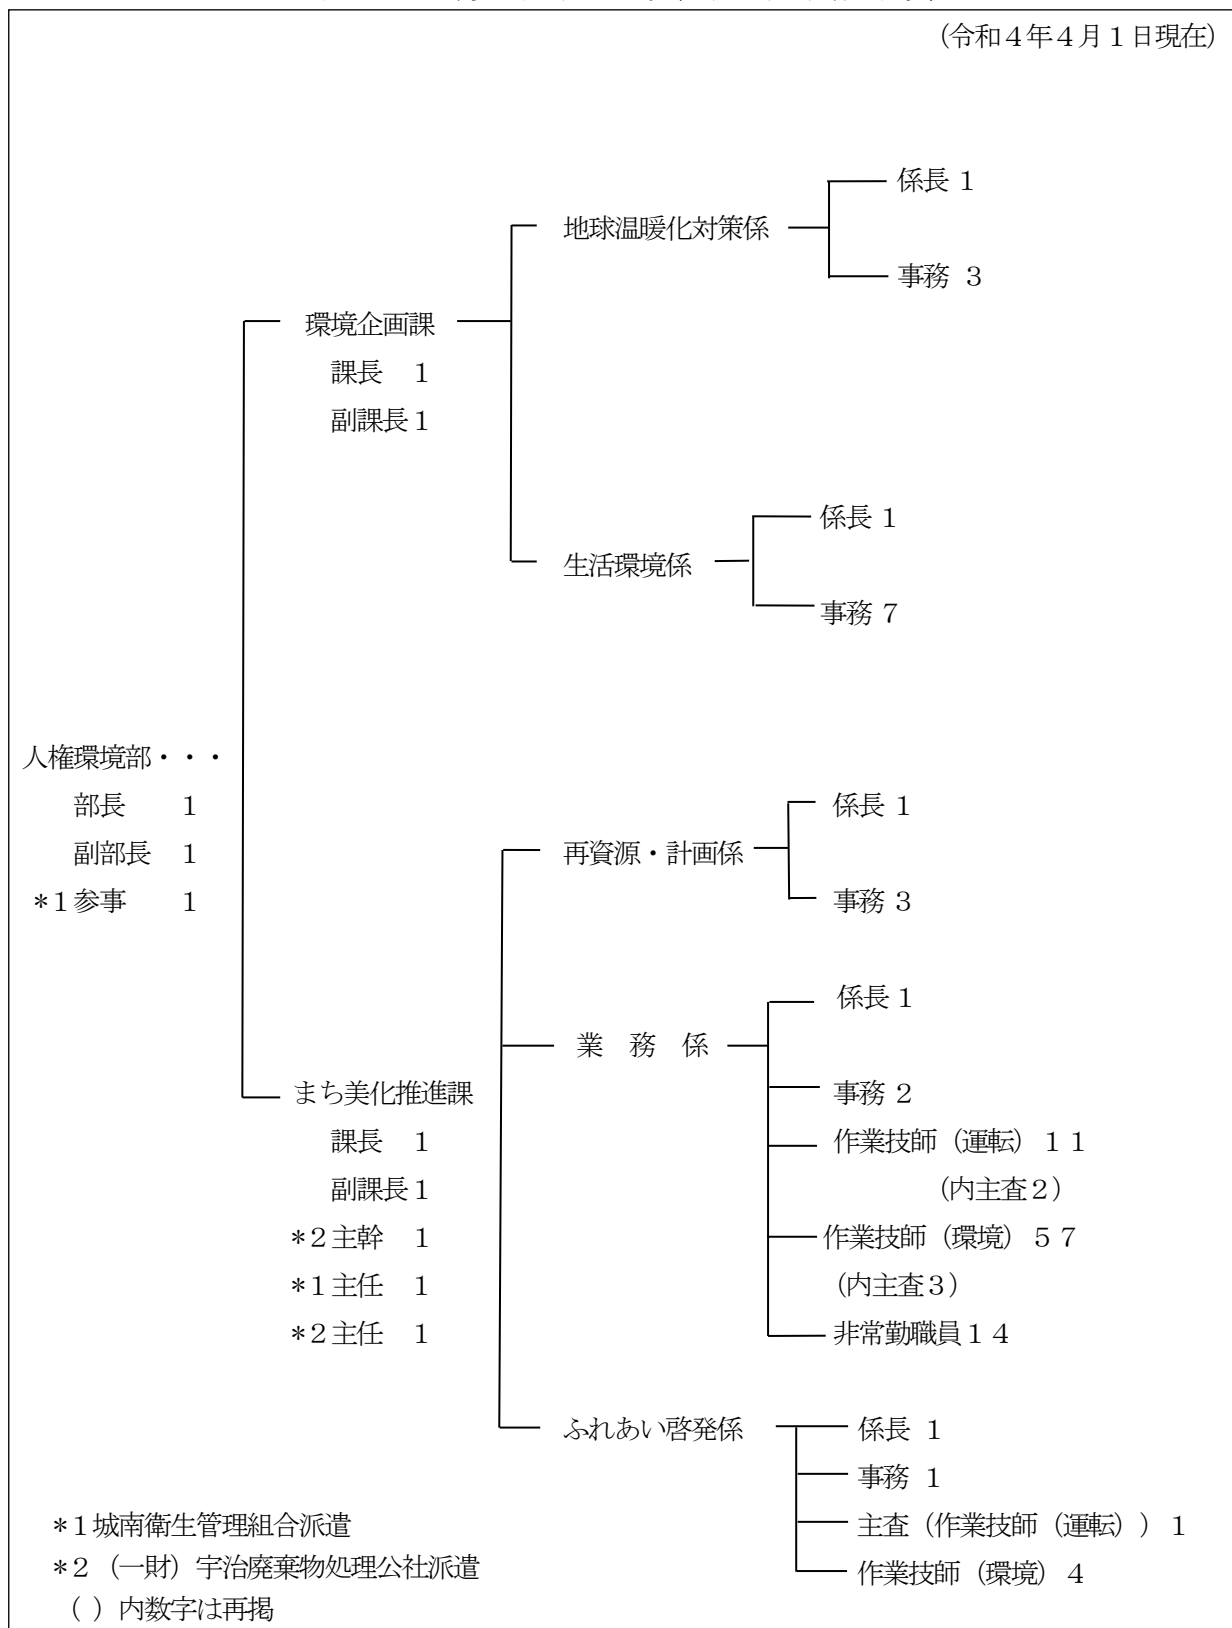 (令和４年４月１日現在)
係長 １
地球温暖化対策係
事務 ３
環境企画課
課長 １
副課長１
係長 １
生活環境係
事務 ７
人権環境部・・・
部長 １
副部長 １
*１参事 １
係長 １
再資源・計画係
事務 ３
係長 １
業 務 係
事務 ２
まち美化推進課
課長 １
副課長１
*２主幹 １
*１主任 １
*２主任 １
作業技師（運転）１１
（内主査２）
作業技師（環境）５７
（内主査３）
非常勤職員１４
ふれあい啓発係
係長 １
事務 １
主査（作業技師（運転））１
作業技師（環境）４
*１城南衛生管理組合派遣
*２（一財）宇治廃棄物処理公社派遣
( ）内数字は再掲